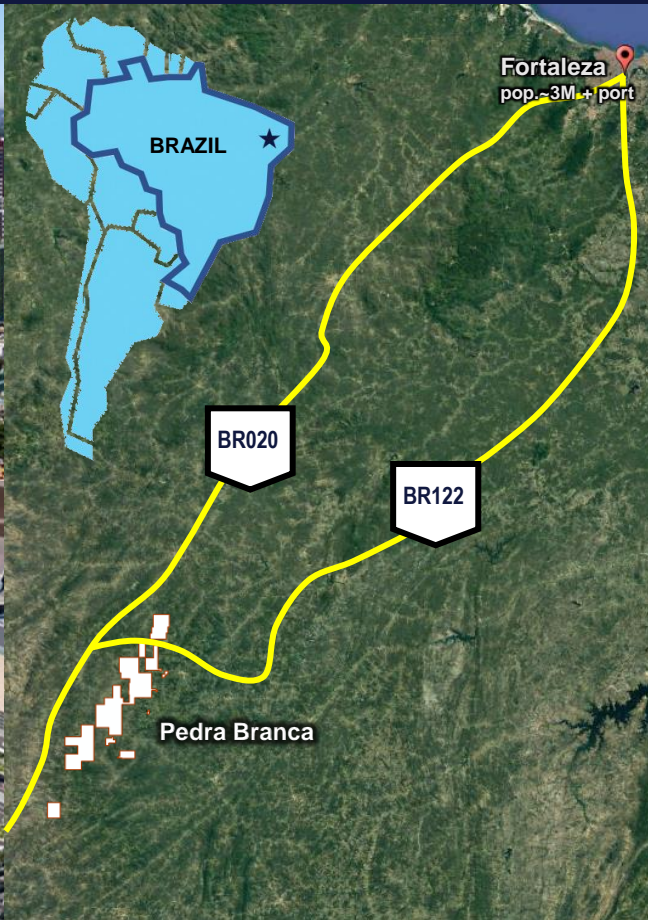 Fortaleza
pop.~3M + port
BRAZIL
BR020
BR122
Pedra Branca